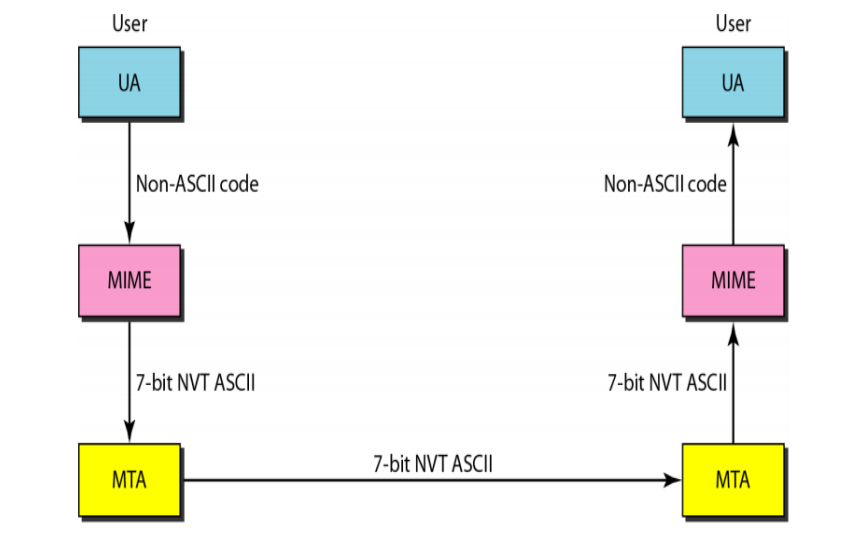 User
User
UA
UA
Non-ASCII code
Non-ASCII code
MIME
MIME
7-bit NVT ASCII
7-bit NVT ASCII
7-bit NVT ASCII
MTA
MTA